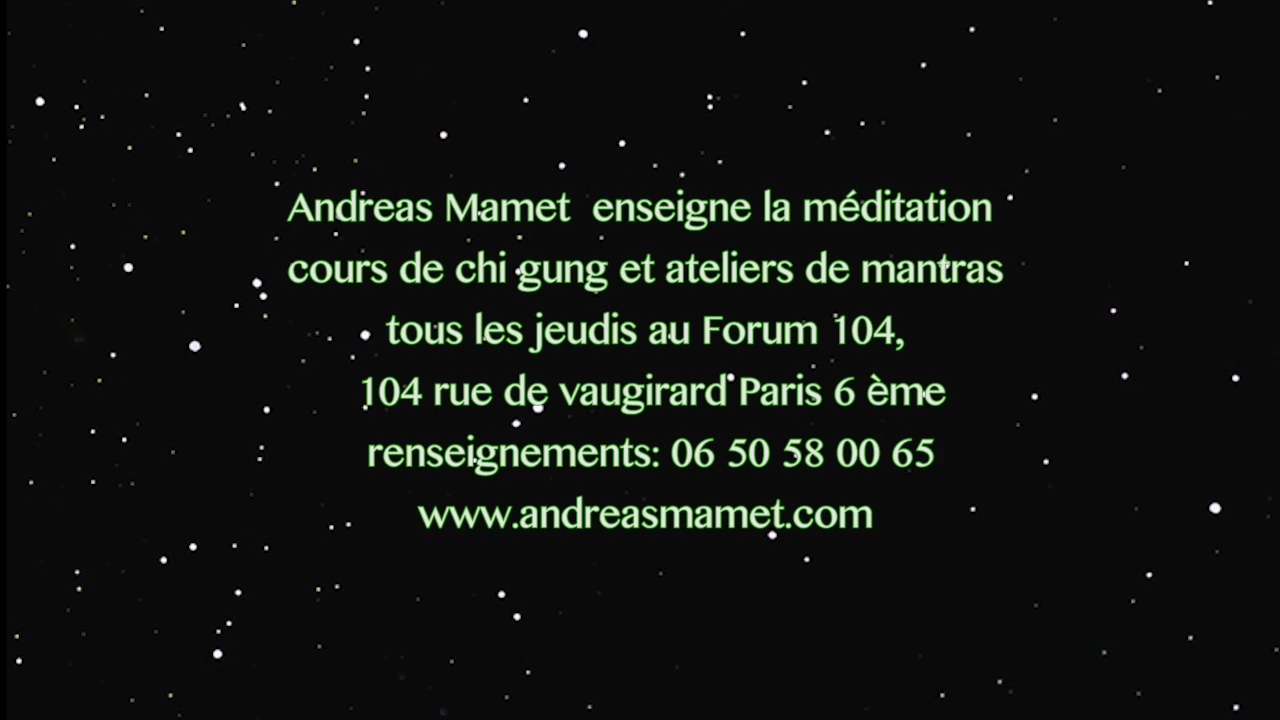 Andreas Mamet  enseigne la méditation
cours de chi gung et ateliers de mantras
tous les jeudis au Forum 104,
104 rue de vaugirard Paris 6 ème
renseignements: 06 50 58 00 65
www.andreasmamet.com